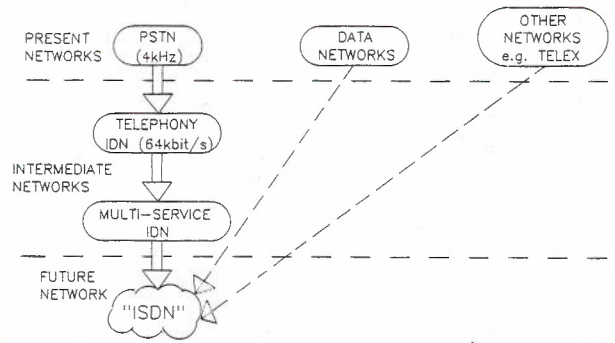 PRESENT
NETWORKS
PSTN
(4kHz)
DATA
NETWORKS
OTHER
NETWORKS
e.g. TELEX
TELEPHONY
IDN (64kbit/s)
INTERMEDIATE
NETWORKS
MULTI-SERVICE
IDN
FUTURE
NETWORK
"ISDN"